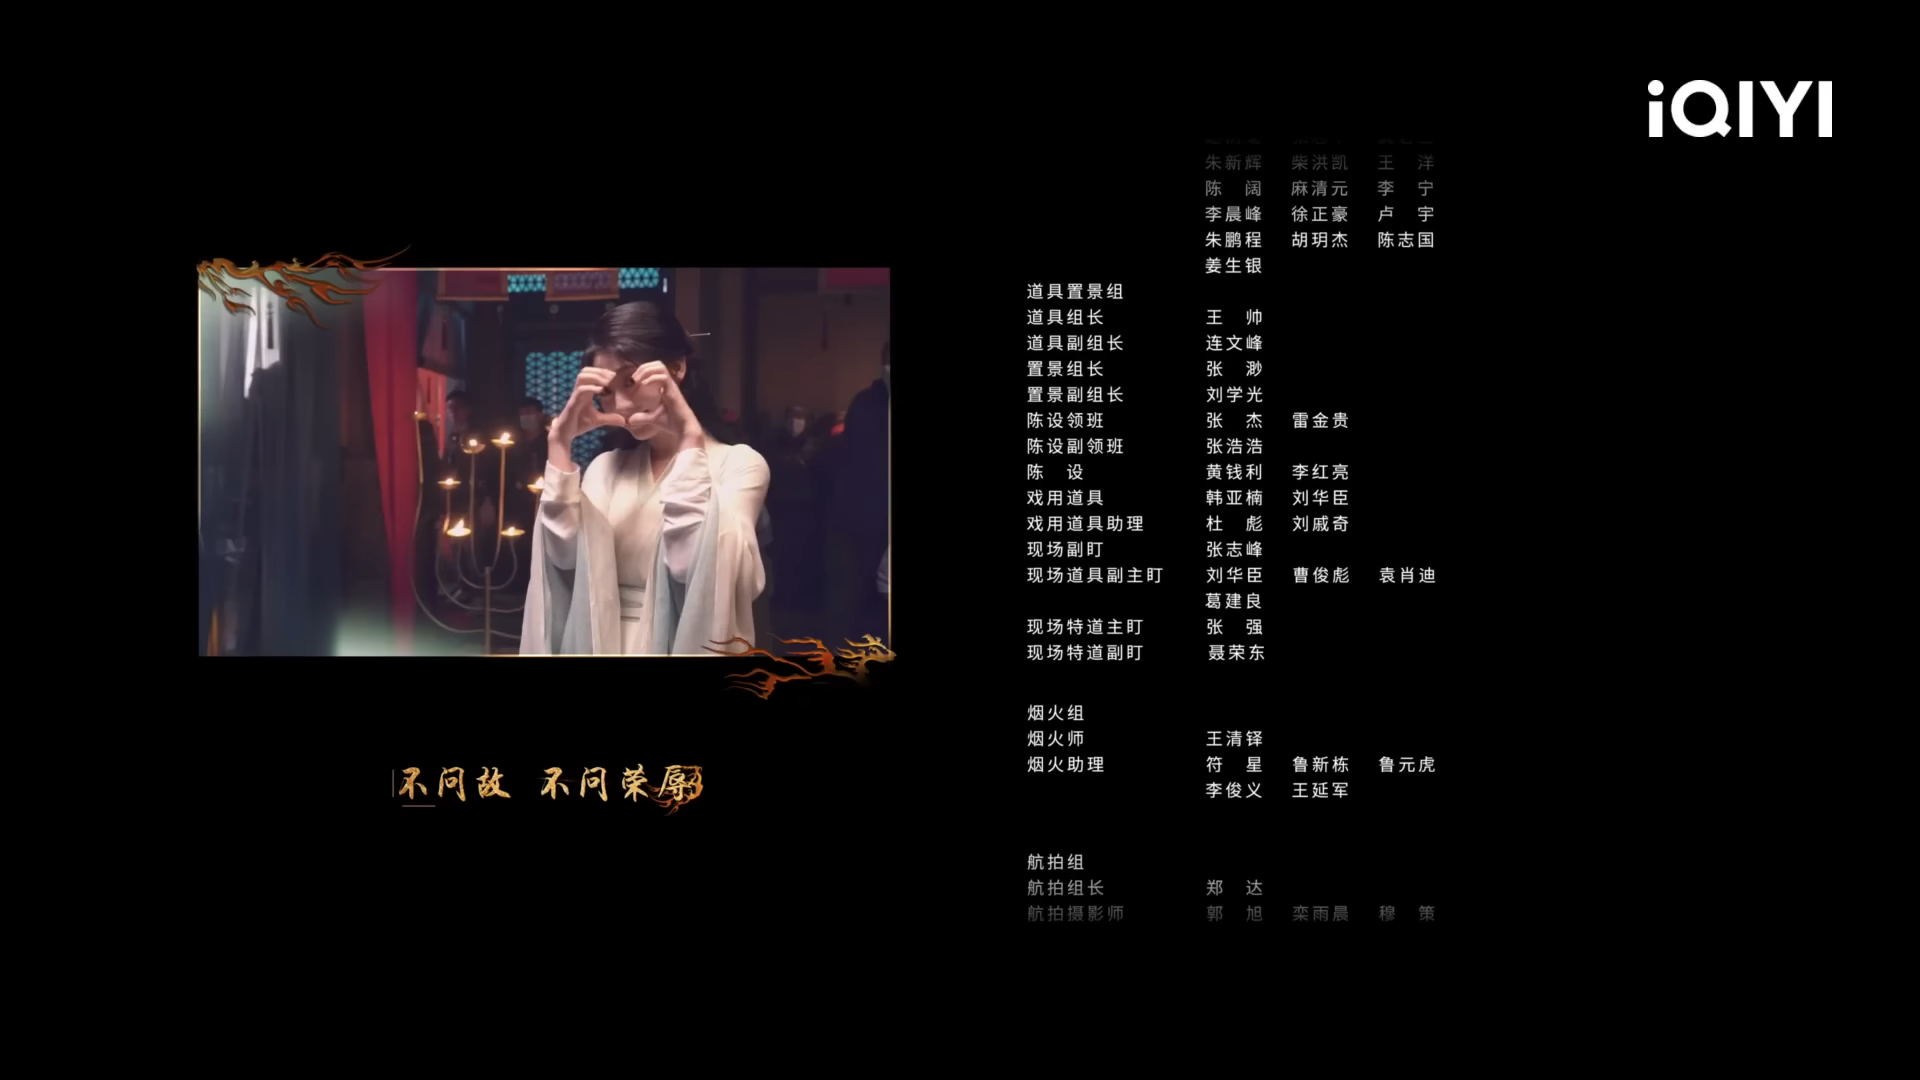 iQIYI
朱新辉 柴洪凯 王 洋
陈 阔 麻清元 李 宁
李晨峰 徐正豪 卢 宇
朱鹏程 胡玥杰 陈志国
姜生银
道具置景组
道具组长 王 帅
道具副组长 连文峰
置景组长 张 渺
置景副组长 刘学光
陈设领班 张 杰 雷金贵
陈设副领班 张浩浩
陈 设 黄钱利 李红亮
戏用道具 韩亚楠 刘华臣
戏用道具助理 杜 彪 刘戚奇
现场副盯 张志峰
现场道具副主盯 刘华臣 曹俊彪 袁肖迪
葛建良
现场特道主盯 张 强
现场特道副盯 聂荣东
烟火组
烟火师 王清铎
烟火助理 符 星 鲁新栋 鲁元虎
李俊义 王延军
航拍组
航拍组长 郑 达
航拍摄影师 郭 旭 栾雨晨 穆 策
不问故 不问荣辱